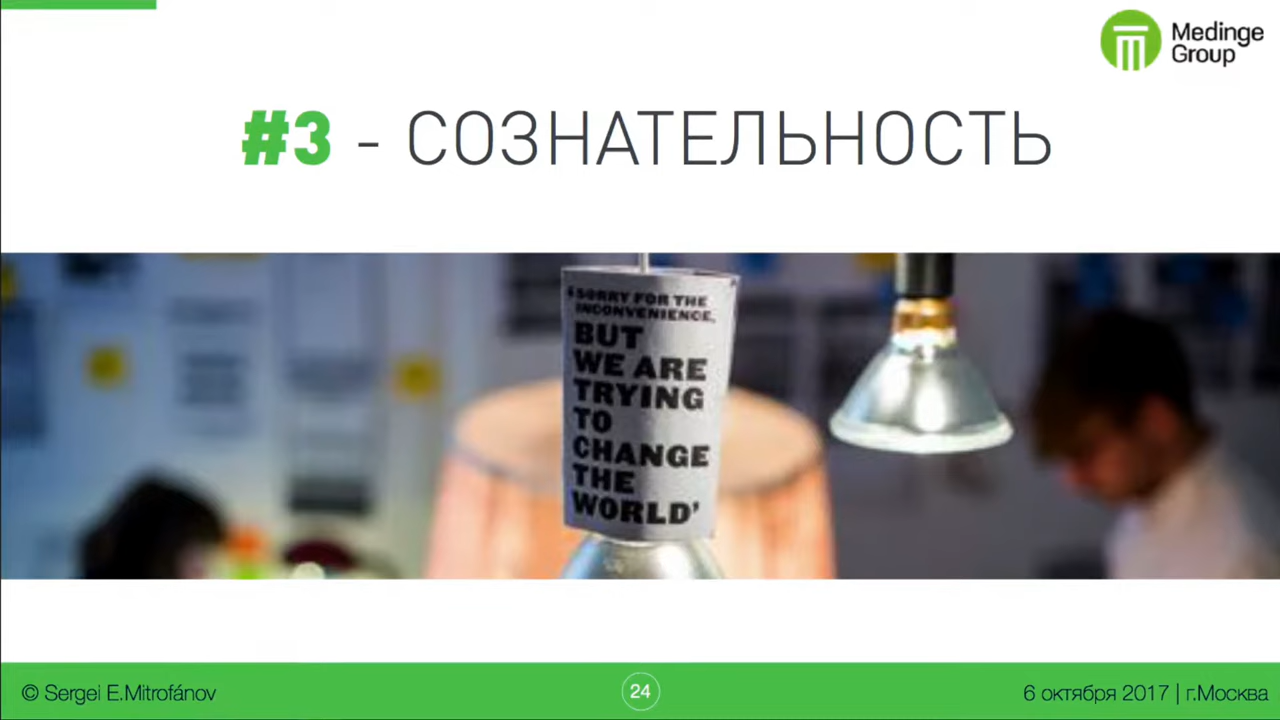 Medinge
Group
#3 - СОЗНАТЕЛЬНОСТЬ
'SORRY FOR THE
INCONVENIENCE,
BUT
WE ARE
TRYING
TO
CHANGE
THE
WORLD'
© Sergei E.Mitrofánov
24
6 октября 2017 | г.Москва